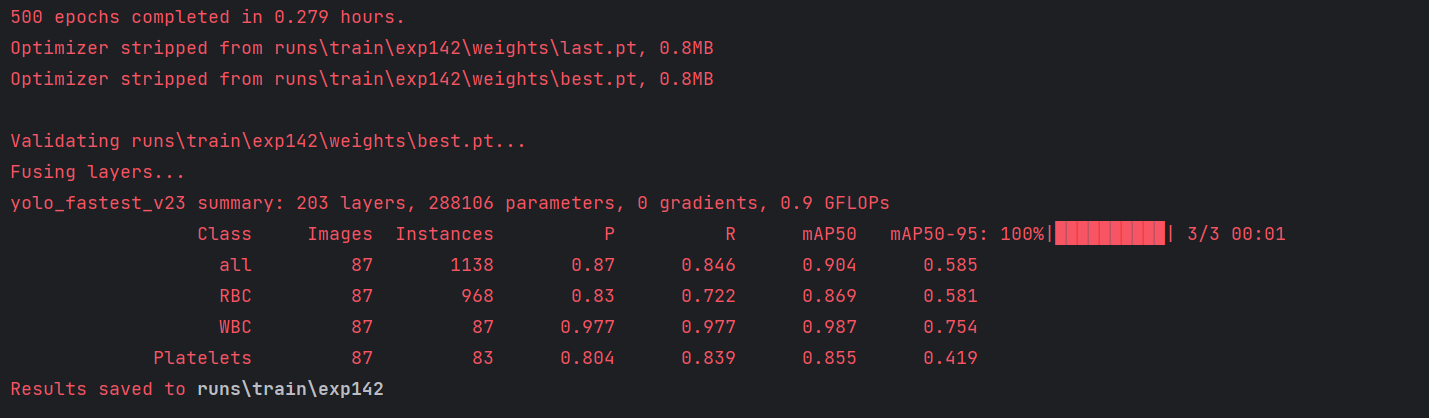 500 epochs completed in 0.279 hours.
Optimizer stripped from runs\train\exp142\weights\last.pt, 0.8MB
Optimizer stripped from runs\train\exp142\weights\best.pt, 0.8MB
Validating runs\train\exp142\weights\best.pt...
Fusing layers...
yolo_fastest_v23 summary: 203 layers, 288106 parameters, 0 gradients, 0.9 GFLOPs
Class Images Instances P R mAP50 mAP50-95: 100%|██████████| 3/3 00:01
all 87 1138 0.87 0.846 0.904 0.585
RBC 87 968 0.83 0.722 0.869 0.581
WBC 87 87 0.977 0.977 0.987 0.754
Platelets 87 83 0.804 0.839 0.855 0.419
Results saved to runs\train\exp142